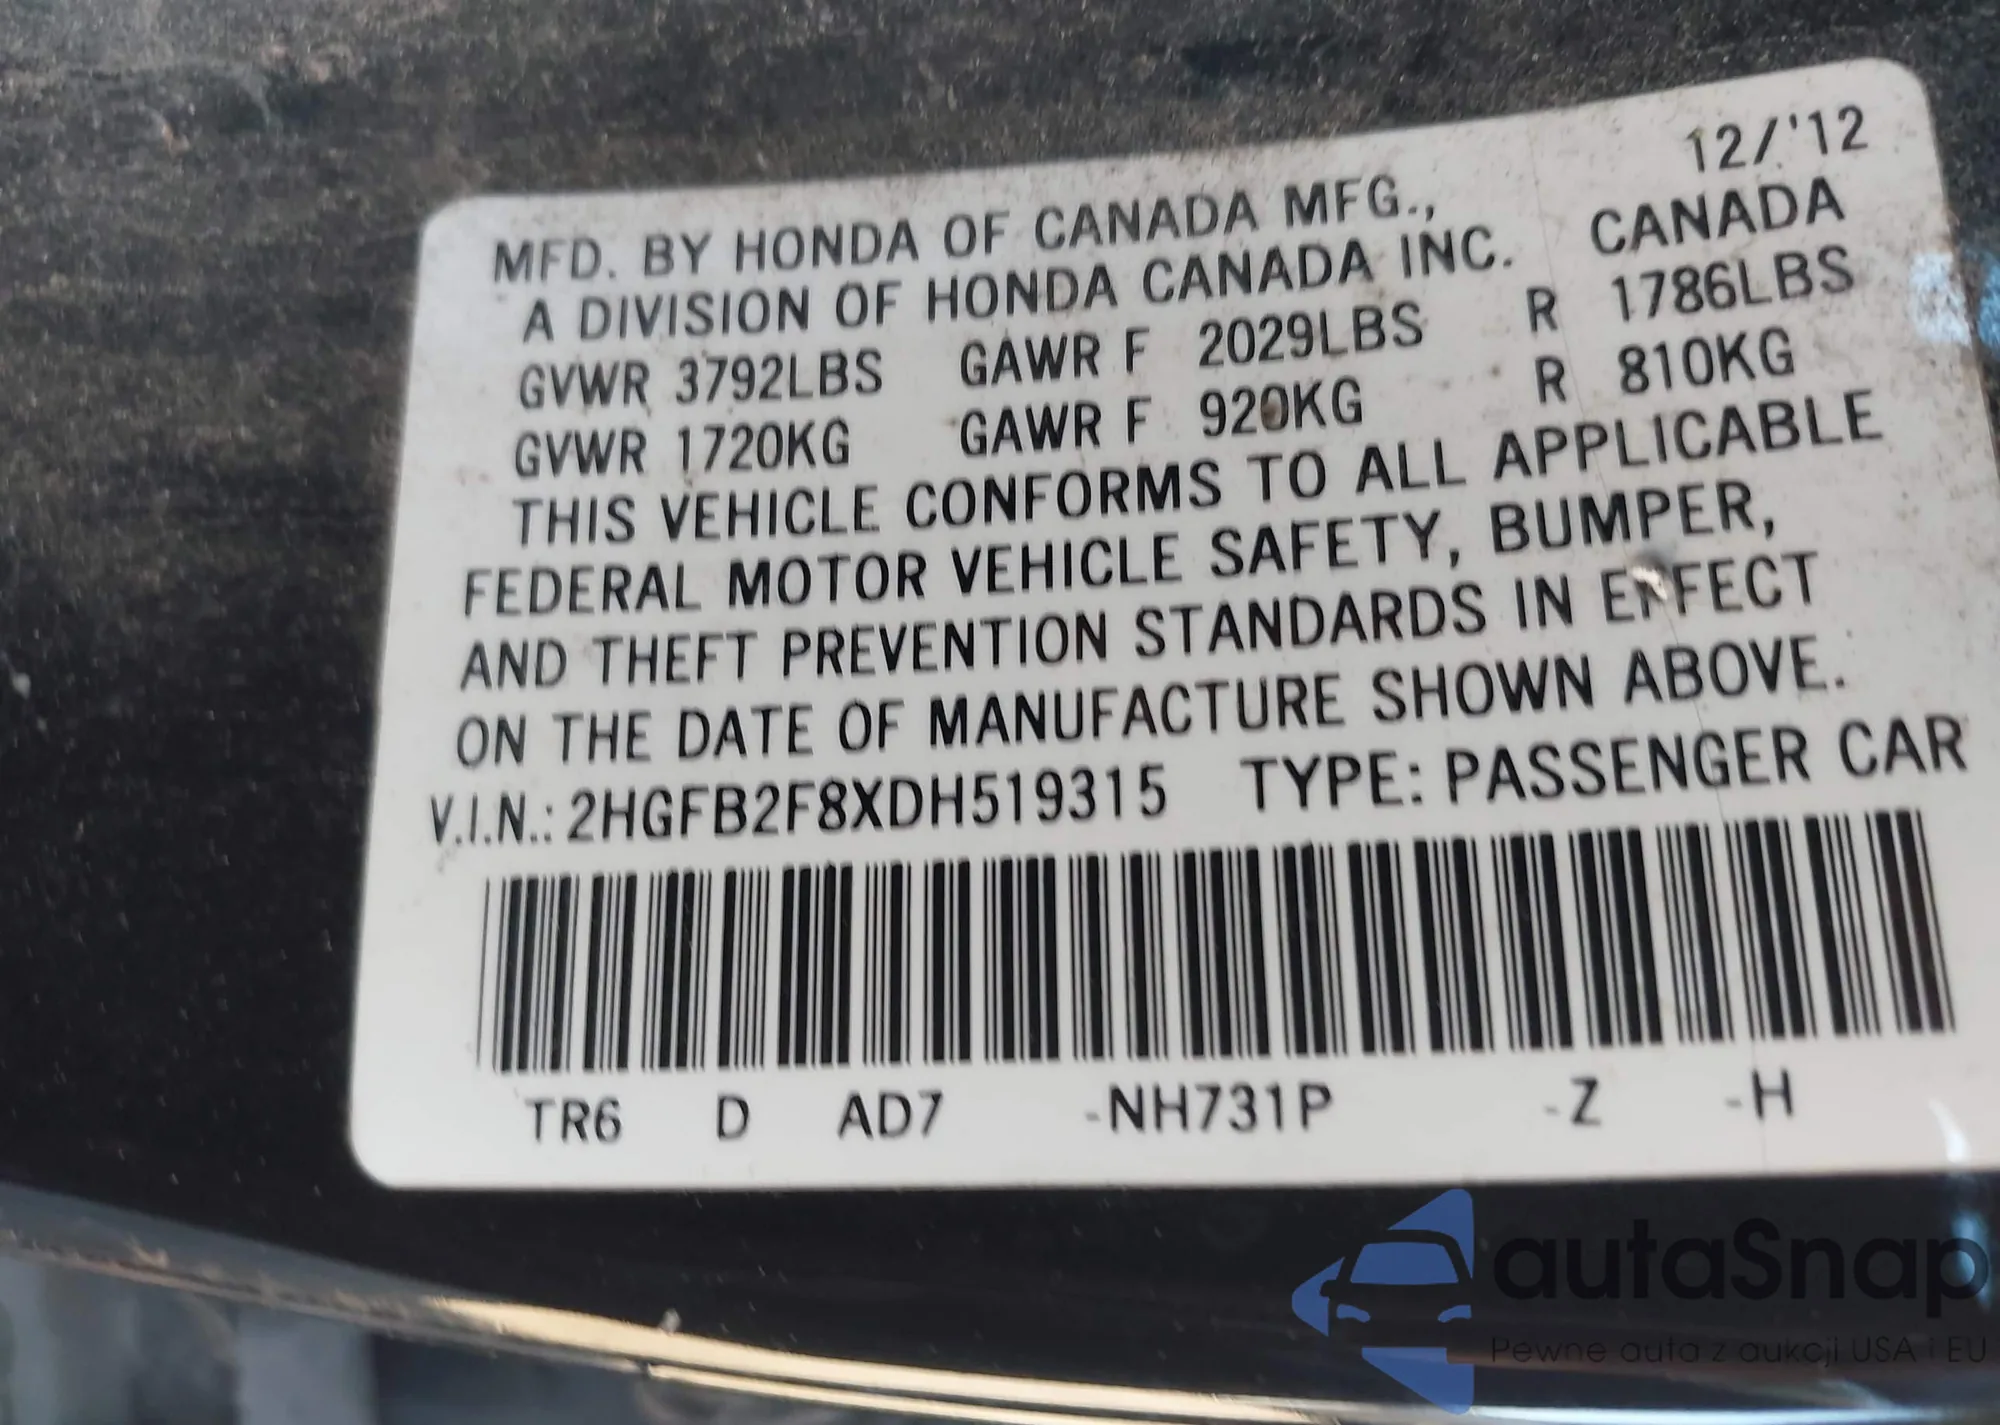 12/'12
MFD. BY HONDA OF CANADA MFG.,
A DIVISION OF HONDA CANADA INC. CANADA
GVWR 3792LBS GAWR F 2029LBS R 1786LBS
GVWR 1720KG GAWR F 920KG R 810KG
THIS VEHICLE CONFORMS TO ALL APPLICABLE
FEDERAL MOTOR VEHICLE SAFETY, BUMPER,
AND THEFT PREVENTION STANDARDS IN EFFECT
ON THE DATE OF MANUFACTURE SHOWN ABOVE.
V.I.N.: 2HGFB2F8XDH519315 TYPE: PASSENGER CAR
TR6 D AD7 -NH731P -Z -H
autaSnap
Pewne auta z aukcji USA i EU